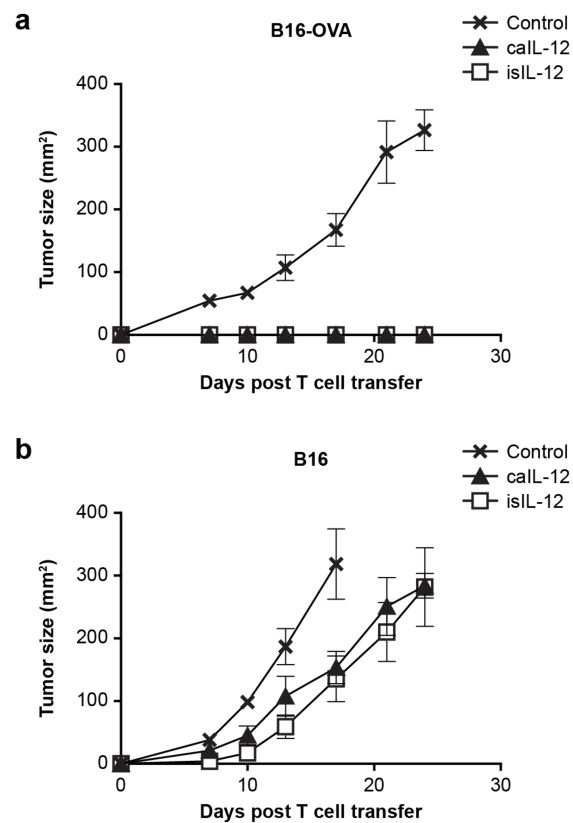 a
B16-OVA
Control
caIL-12
isIL-12
400
300
200
100
0
Tumor size (mm²)
0 10 20 30
Days post T cell transfer
b
B16
Control
caIL-12
isIL-12
400
300
200
100
0
Tumor size (mm²)
0 10 20 30
Days post T cell transfer